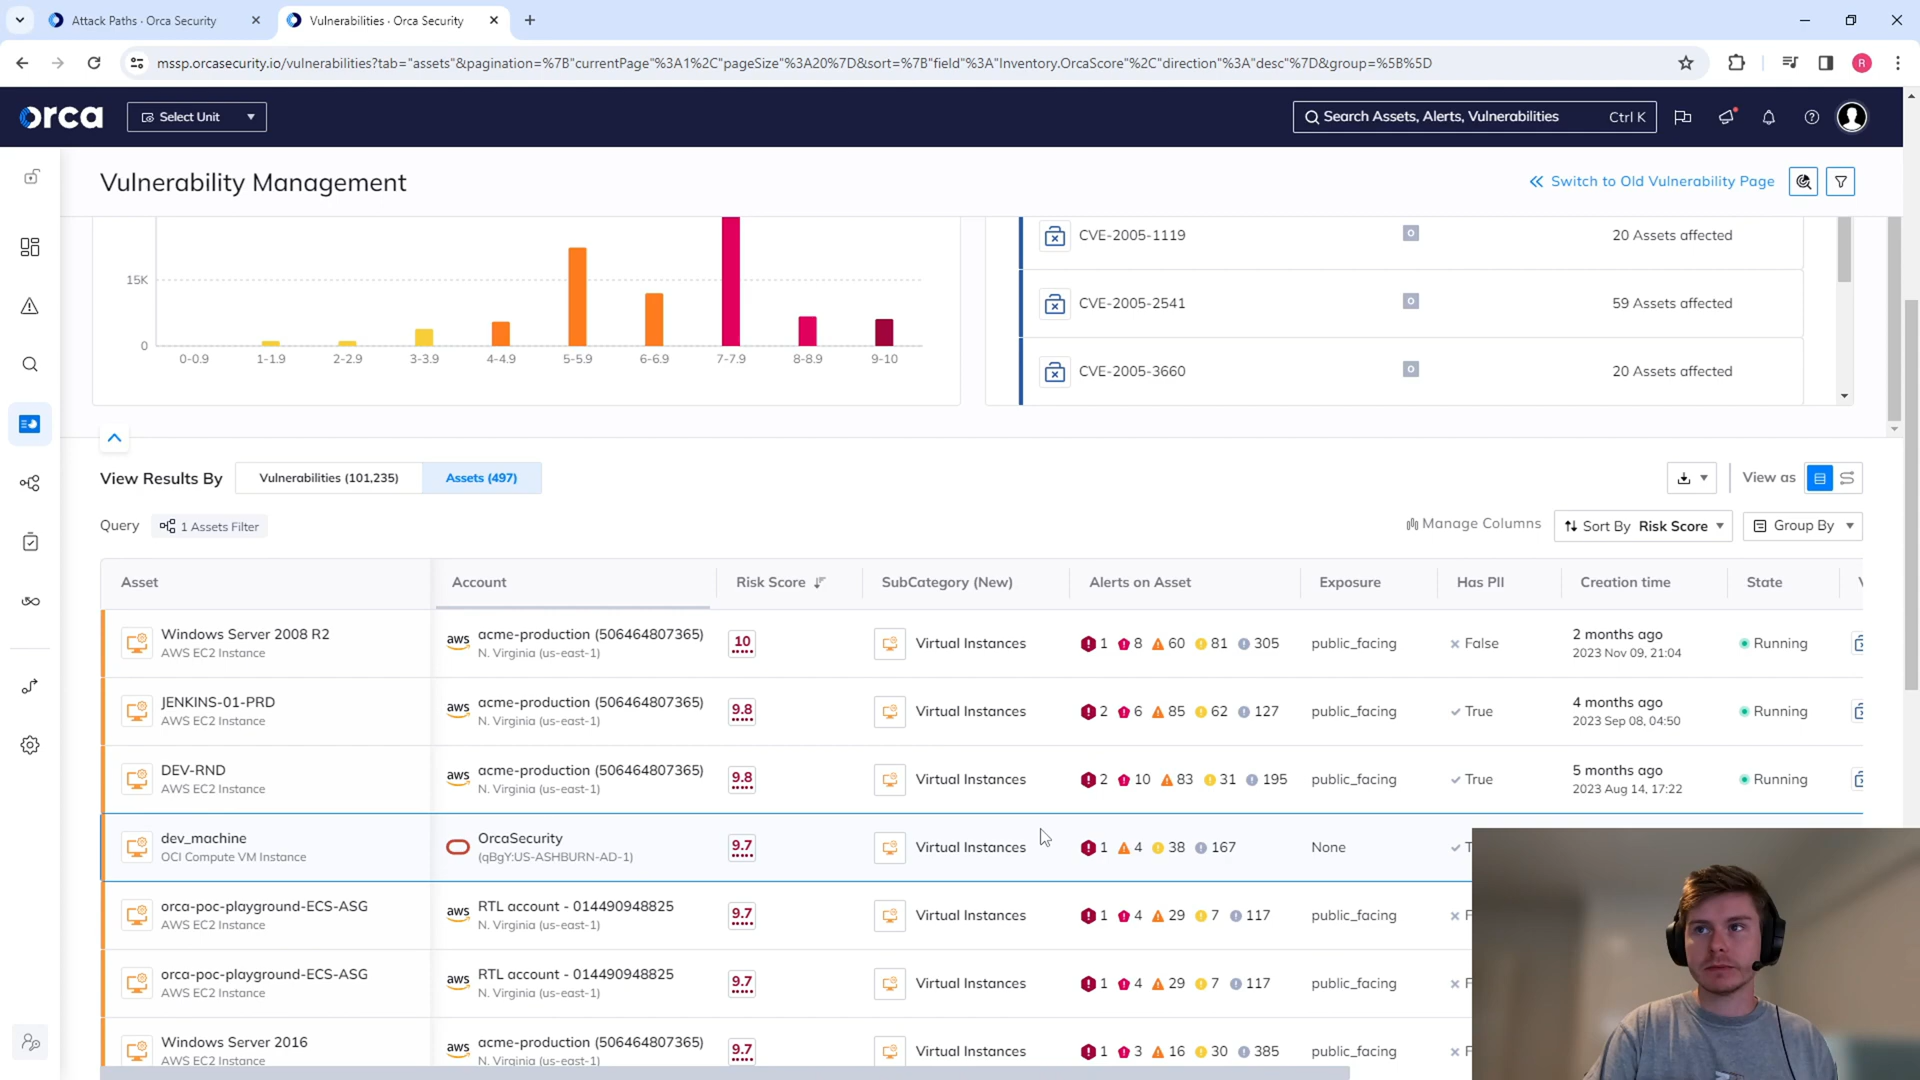 Attack Paths · Orca Security
Vulnerabilities · Orca Security
mssp.orcasecurity.io/vulnerabilities?tab="assets"&pagination=%7B"currentPage"%3A1%2C"pageSize"%3A20%7D&sort=%7B"field"%3A"Inventory.OrcaScore"%2C"direction"%3A"desc"%7D&group=%5B%5D
R
orca
Select Unit
Search Assets, Alerts, Vulnerabilities Ctrl K
Vulnerability Management
Switch to Old Vulnerability Page
15K
0
0-0.9 1-1.9 2-2.9 3-3.9 4-4.9 5-5.9 6-6.9 7-7.9 8-8.9 9-10
CVE-2005-1119 0 20 Assets affected
CVE-2005-2541 0 59 Assets affected
CVE-2005-3660 0 20 Assets affected
View Results By Vulnerabilities (101,235) Assets (497) View as
Query 1 Assets Filter Manage Columns Sort By Risk Score Group By
Asset Account Risk Score SubCategory (New) Alerts on Asset Exposure Has PII Creation time State
Windows Server 2008 R2 aws acme-production (506464807365) 10 Virtual Instances 1 8 60 81 305 public_facing False 2 months ago Running
AWS EC2 Instance N. Virginia (us-east-1) 2023 Nov 09, 21:04
JENKINS-01-PRD aws acme-production (506464807365) 9.8 Virtual Instances 2 6 85 62 127 public_facing True 4 months ago Running
AWS EC2 Instance N. Virginia (us-east-1) 2023 Sep 08, 04:50
DEV-RND aws acme-production (506464807365) 9.8 Virtual Instances 2 10 83 31 195 public_facing True 5 months ago Running
AWS EC2 Instance N. Virginia (us-east-1) 2023 Aug 14, 17:22
dev_machine OrcaSecurity 9.7 Virtual Instances 1 4 38 167 None
OCI Compute VM Instance (qBgY:US-ASHBURN-AD-1)
orca-poc-playground-ECS-ASG aws RTL account - 014490948825 9.7 Virtual Instances 1 4 29 7 117 public_facing
AWS EC2 Instance N. Virginia (us-east-1)
orca-poc-playground-ECS-ASG aws RTL account - 014490948825 9.7 Virtual Instances 1 4 29 7 117 public_facing
AWS EC2 Instance N. Virginia (us-east-1)
Windows Server 2016 aws acme-production (506464807365) 9.7 Virtual Instances 1 3 16 30 385 public_facing
AWS EC2 Instance N. Virginia (us-east-1)